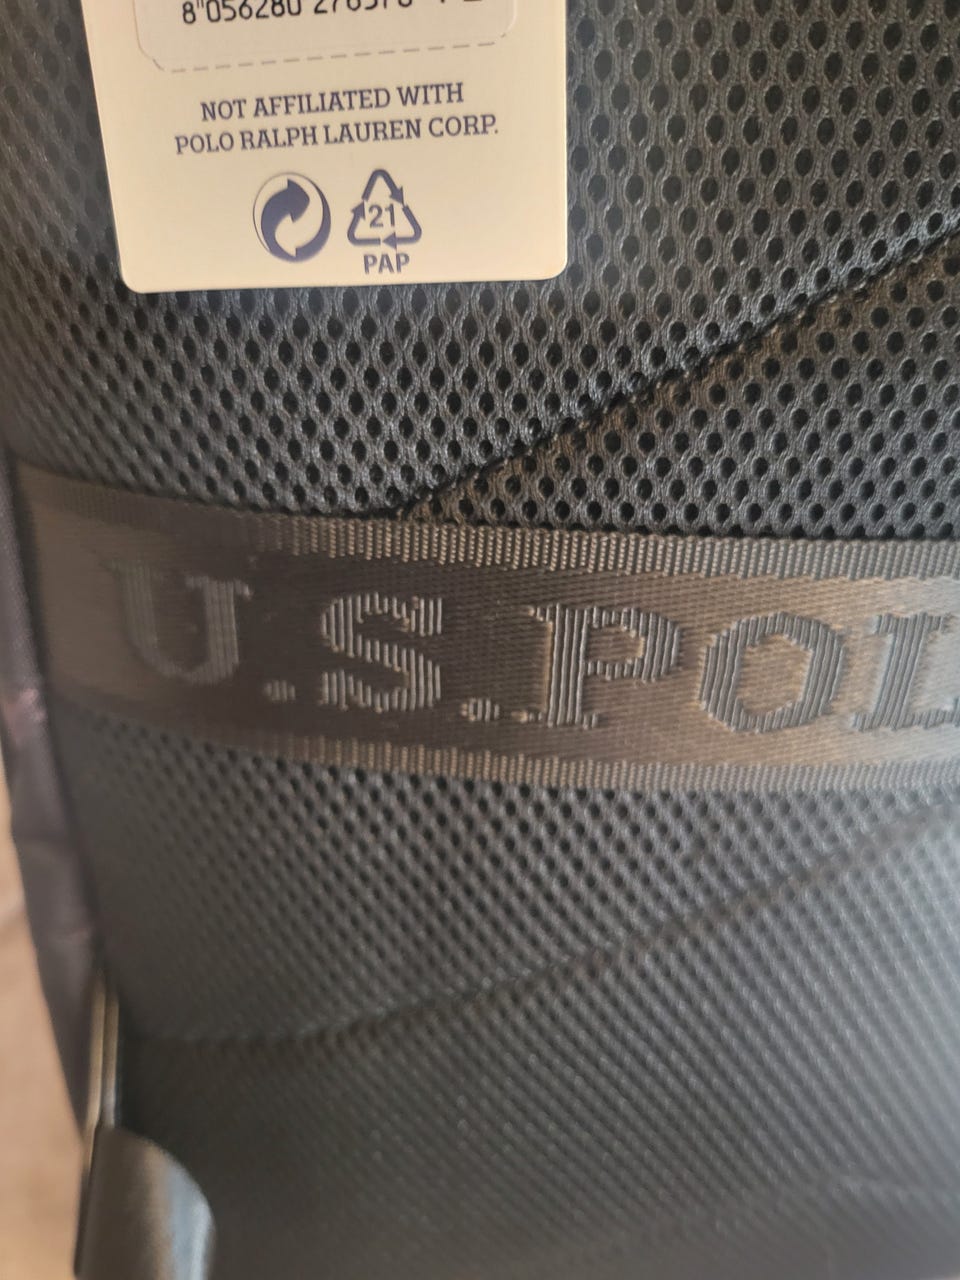 NOT AFFILIATED WITH
POLO RALPH LAUREN CORP.
21
PAP
U.S.POL